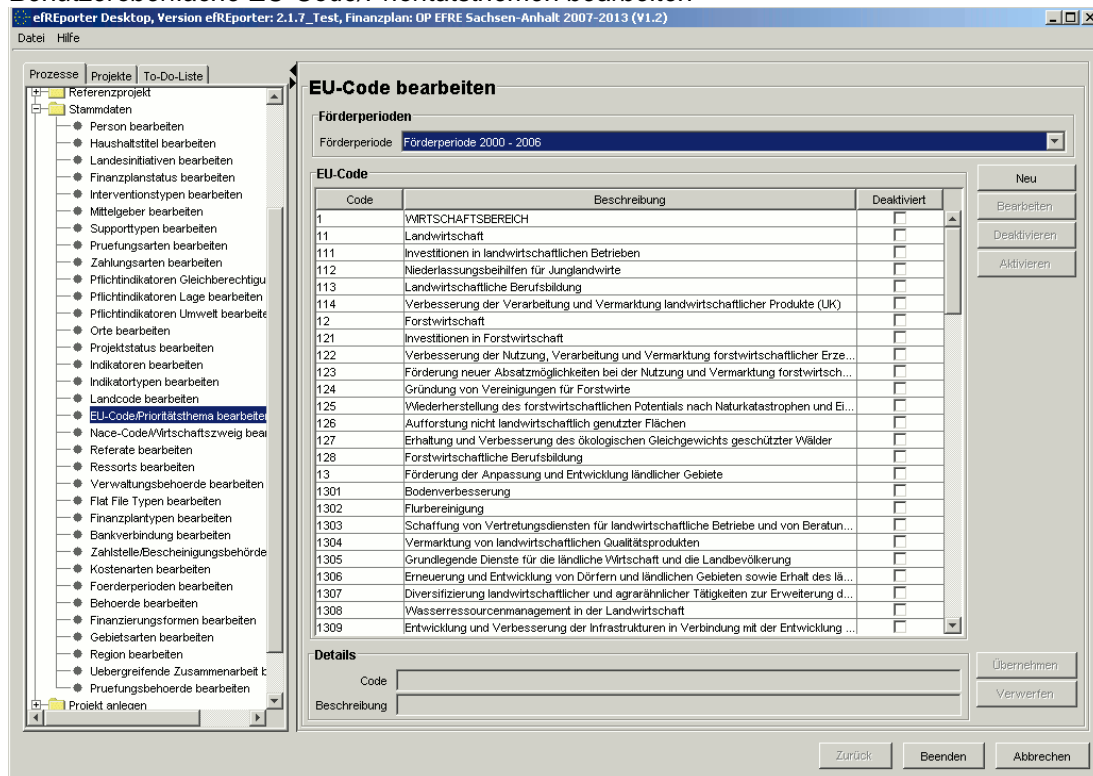 Benutzeroberfläche EU-Code/Prioritätsthemen bearbeiten
efREporter Desktop, Version efREporter: 2.1.7_Test, Finanzplan: OP EFRE Sachsen-Anhalt 2007-2013 (V1.2)
Datei Hilfe
Prozesse Projekte To-Do-Liste
Referenzprojekt
Stammdaten
Person bearbeiten
Haushaltstitel bearbeiten
Landesinitiativen bearbeiten
Finanzplanstatus bearbeiten
Interventionstypen bearbeiten
Mittelgeber bearbeiten
Supporttypen bearbeiten
Pruefungsarten bearbeiten
Zahlungsarten bearbeiten
Pflichtindikatoren Gleichberechtigu
Pflichtindikatoren Lage bearbeiten
Pflichtindikatoren Umwelt bearbeite
Orte bearbeiten
Projektstatus bearbeiten
Indikatoren bearbeiten
Indikatortypen bearbeiten
Landcode bearbeiten
EU-Code/Prioritätsthema bearbeiten
Nace-Code/Wirtschaftszweig bear
Referate bearbeiten
Ressorts bearbeiten
Verwaltungsbehoerde bearbeiten
Flat File Typen bearbeiten
Finanzplantypen bearbeiten
Bankverbindung bearbeiten
Zahlstelle/Bescheinigungsbehörde
Kostenarten bearbeiten
Foerderperioden bearbeiten
Behoerde bearbeiten
Finanzierungsformen bearbeiten
Gebietsarten bearbeiten
Region bearbeiten
Uebergreifende Zusammenarbeit b
Pruefungsbehoerde bearbeiten
Projekt anlegen
EU-Code bearbeiten
Förderperioden
Förderperiode Förderperiode 2000 - 2006
EU-Code
Code Beschreibung Deaktiviert
1 WIRTSCHAFTSBEREICH
11 Landwirtschaft
111 Investitionen in landwirtschaftlichen Betrieben
112 Niederlassungsbeihilfen für Junglandwirte
113 Landwirtschaftliche Berufsbildung
114 Verbesserung der Verarbeitung und Vermarktung landwirtschaftlicher Produkte (UK)
12 Forstwirtschaft
121 Investitionen in Forstwirtschaft
122 Verbesserung der Nutzung, Verarbeitung und Vermarktung forstwirtschaftlicher Erze...
123 Förderung neuer Absatzmöglichkeiten bei der Nutzung und Vermarktung forstwirtsch...
124 Gründung von Vereinigungen für Forstwirte
125 Wiederherstellung des forstwirtschaftlichen Potentials nach Naturkatastrophen und Ei...
126 Aufforstung nicht landwirtschaftlich genutzter Flächen
127 Erhaltung und Verbesserung des ökologischen Gleichgewichts geschützter Wälder
128 Forstwirtschaftliche Berufsbildung
13 Förderung der Anpassung und Entwicklung ländlicher Gebiete
1301 Bodenverbesserung
1302 Flurbereinigung
1303 Schaffung von Vertretungsdiensten für landwirtschaftliche Betriebe und von Beratun...
1304 Vermarktung von landwirtschaftlichen Qualitätsprodukten
1305 Grundlegende Dienste für die ländliche Wirtschaft und die Landbevölkerung
1306 Erneuerung und Entwicklung von Dörfern und ländlichen Gebieten sowie Erhalt des lä...
1307 Diversifizierung landwirtschaftlicher und agrarähnlicher Tätigkeiten zur Erweiterung d...
1308 Wasserressourcenmanagement in der Landwirtschaft
1309 Entwicklung und Verbesserung der Infrastrukturen in Verbindung mit der Entwicklung ...
Neu
Bearbeiten
Deaktivieren
Aktivieren
Details
Code
Beschreibung
Übernehmen
Verwerfen
Zurück Beenden Abbrechen